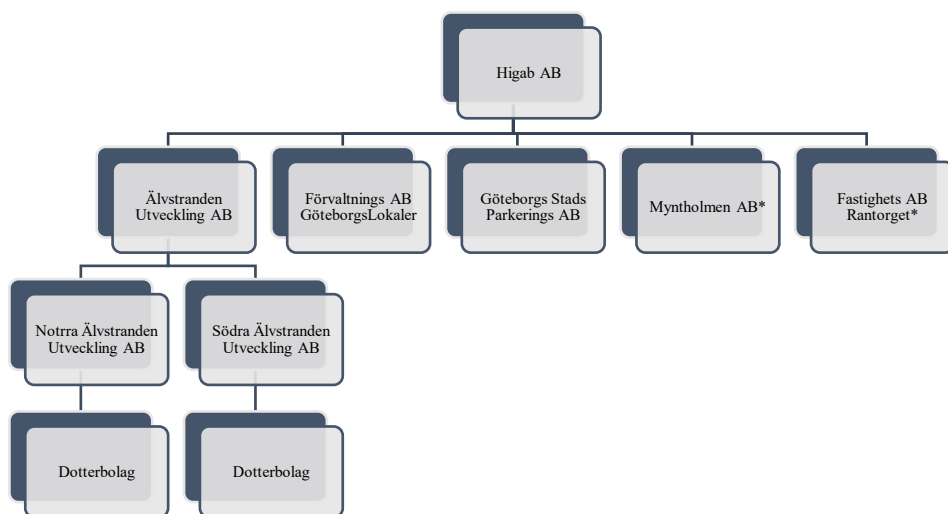 Higab AB
Älvstranden
Utveckling AB
Förvaltnings AB
GöteborgsLokaler
Göteborgs Stads
Parkerings AB
Myntholmen AB*
Fastighets AB
Rantorget*
Notrra Älvstranden
Utveckling AB
Södra Älvstranden
Utveckling AB
Dotterbolag
Dotterbolag